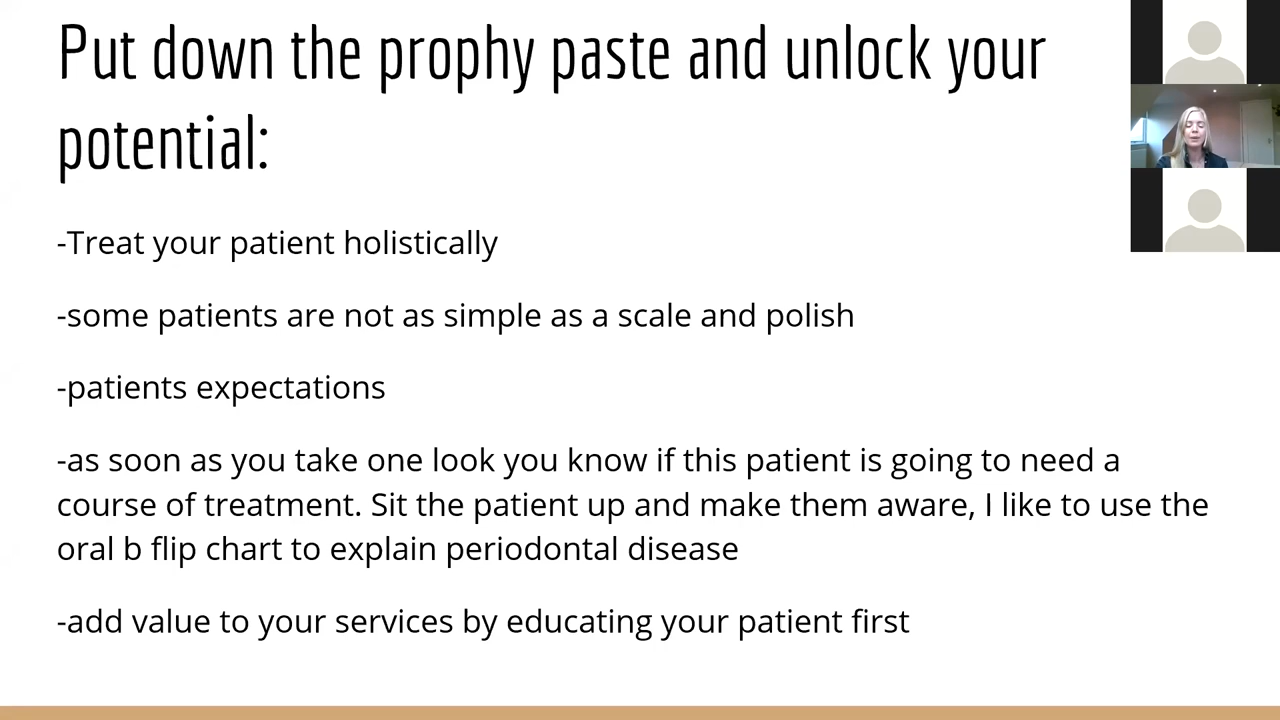 Put down the prophy paste and unlock your
potential:
-Treat your patient holistically
-some patients are not as simple as a scale and polish
-patients expectations
-as soon as you take one look you know if this patient is going to need a
course of treatment. Sit the patient up and make them aware, I like to use the
oral b flip chart to explain periodontal disease
-add value to your services by educating your patient first